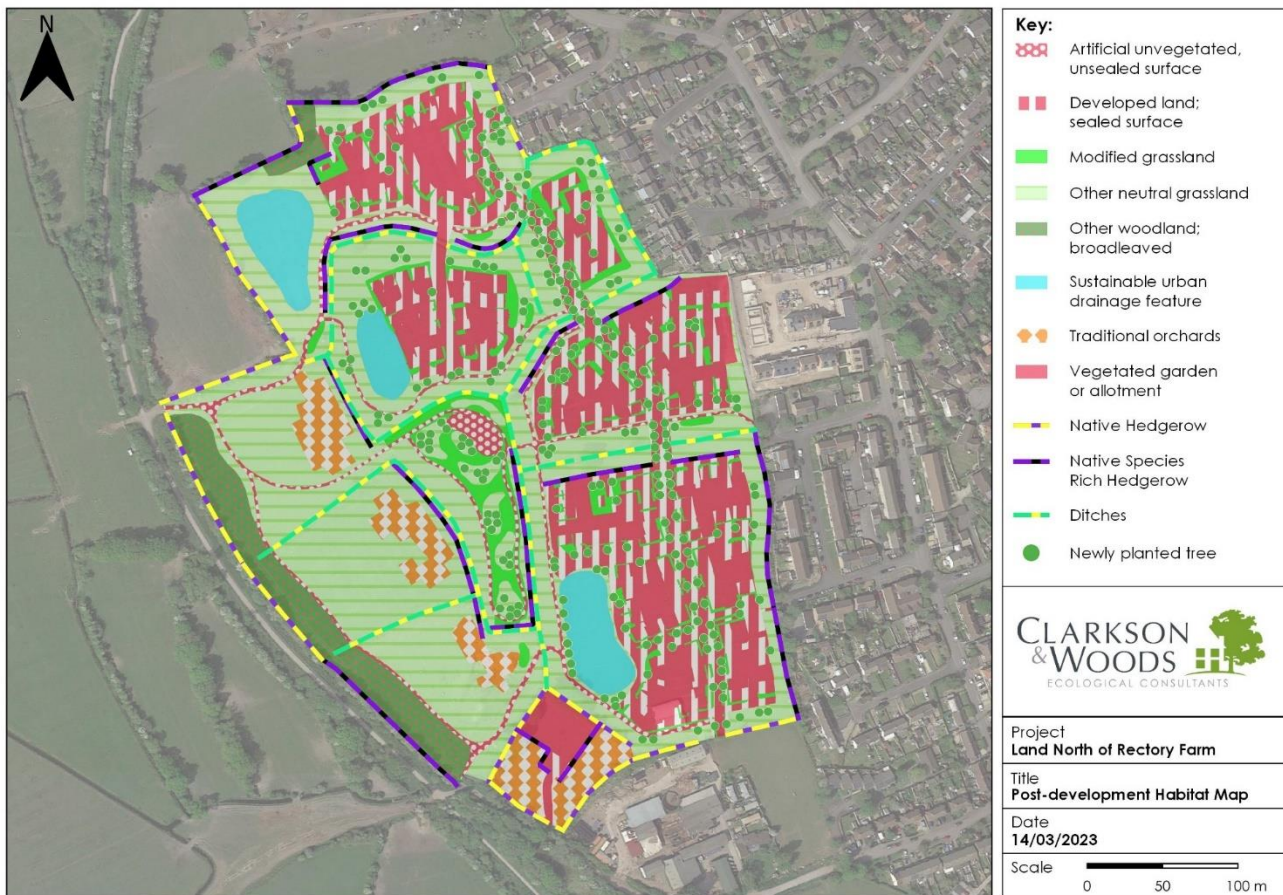 N
Key:
Artificial unvegetated,
unsealed surface
Developed land;
sealed surface
Modified grassland
Other neutral grassland
Other woodland;
broadleaved
Sustainable urban
drainage feature
Traditional orchards
Vegetated garden
or allotment
Native Hedgerow
Native Species
Rich Hedgerow
Ditches
Newly planted tree
CLARKSON
& WOODS
ECOLOGICAL CONSULTANTS
Project
Land North of Rectory Farm
Title
Post-development Habitat Map
Date
14/03/2023
Scale
0 50 100 m